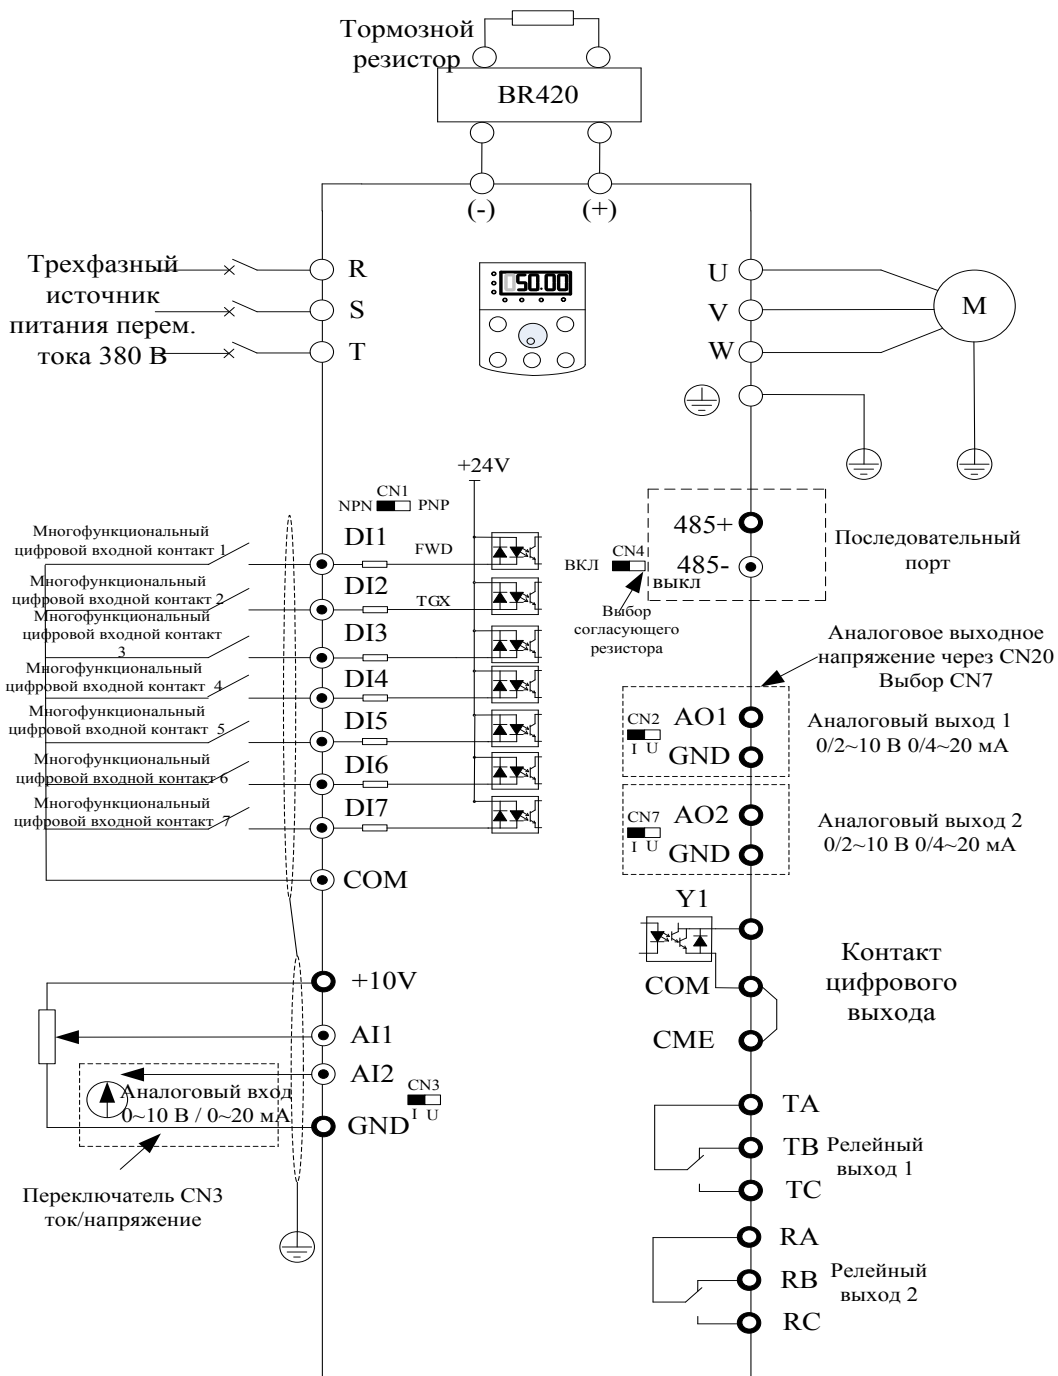 Тормозной
резистор
BR420
(-)
(+)
Трехфазный
источник
питания перем.
тока 380 В
R
S
T
50.00
U
V
W
M
+24V
CN1
NPN
PNP
Многофункциональный
цифровой входной контакт 1
DI1
FWD
Многофункциональный
цифровой входной контакт 2
DI2
TGX
Многофункциональный
цифровой входной контакт
3
DI3
Многофункциональный
цифровой входной контакт 4
DI4
Многофункциональный
цифровой входной контакт 5
DI5
Многофункциональный
цифровой входной контакт 6
DI6
Многофункциональный
цифровой входной контакт 7
DI7
COM
+10V
AI1
AI2
Аналоговый вход
0~10 В / 0~20 мА
GND
CN3
I U
Переключатель CN3
ток/напряжение
485+
485-
ВКЛ
CN4
выкл
Последовательный
порт
Выбор
согласующего
резистора
Аналоговое выходное
напряжение через CN20
Выбор CN7
CN2
I U
AO1
GND
Аналоговый выход 1
0/2~10 В 0/4~20 мА
CN7
I U
AO2
GND
Аналоговый выход 2
0/2~10 В 0/4~20 мА
Y1
COM
CME
Контакт
цифрового
выхода
TA
TB
TC
Релейный
выход 1
RA
RB
RC
Релейный
выход 2